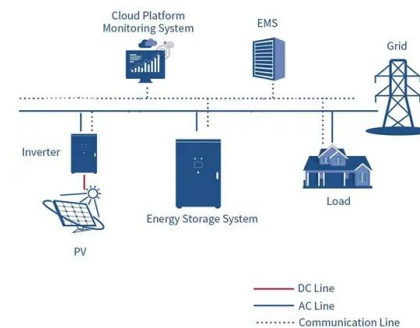 Cloud Platform
Monitoring System
EMS
Grid
Inverter
Energy Storage System
Load
PV
DC Line
AC Line
Communication Line